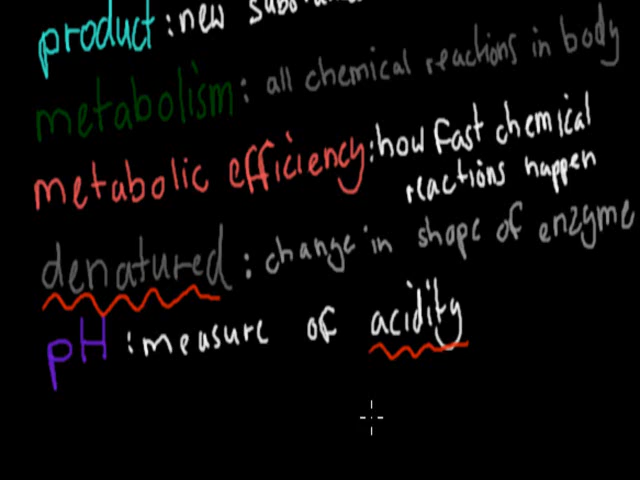 product: new
metabolism: all chemical reactions in body
metabolic efficiency: how fast chemical
reactions happen
denatured: change in shape of enzyme
pH: measure of acidity